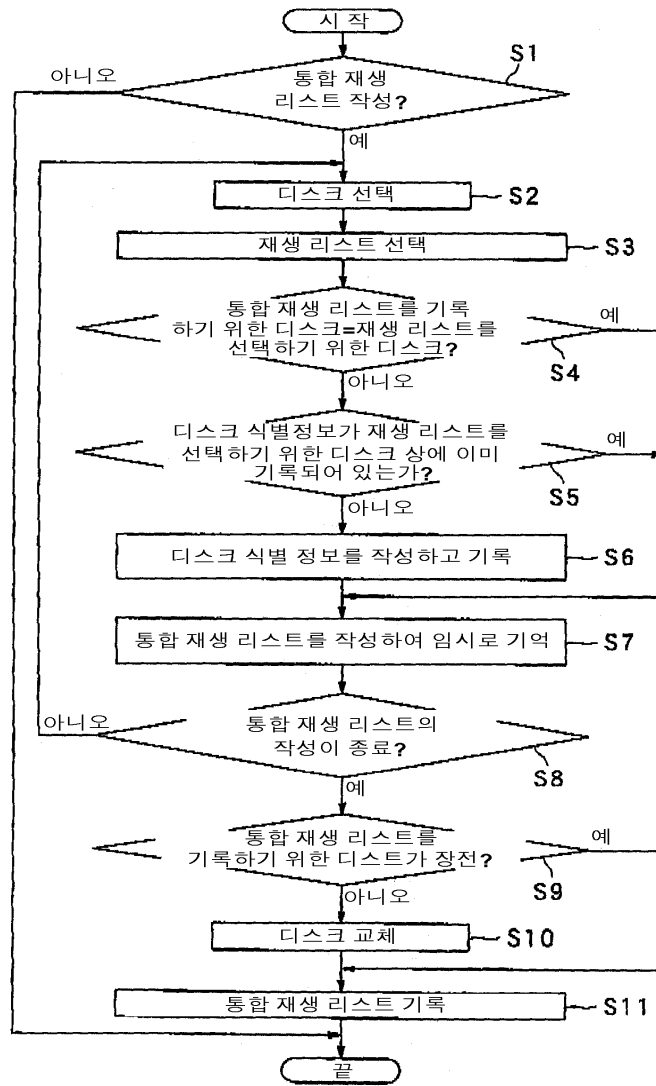 시 작
S1
아니오
통합 재생
리스트 작성?
예
디스크 선택
S2
재생 리스트 선택
S3
통합 재생 리스트를 기록
하기 위한 디스크=재생 리스트를
선택하기 위한 디스크?
예
S4
아니오
디스크 식별정보가 재생 리스트를
선택하기 위한 디스크 상에 이미
기록되어 있는가?
예
S5
아니오
디스크 식별 정보를 작성하고 기록
S6
통합 재생 리스트를 작성하여 임시로 기억
S7
아니오
통합 재생 리스트의
작성이 종료?
S8
예
통합 재생 리스트를
기록하기 위한 디스트가 장전?
예
S9
아니오
디스크 교체
S10
통합 재생 리스트 기록
S11
끝